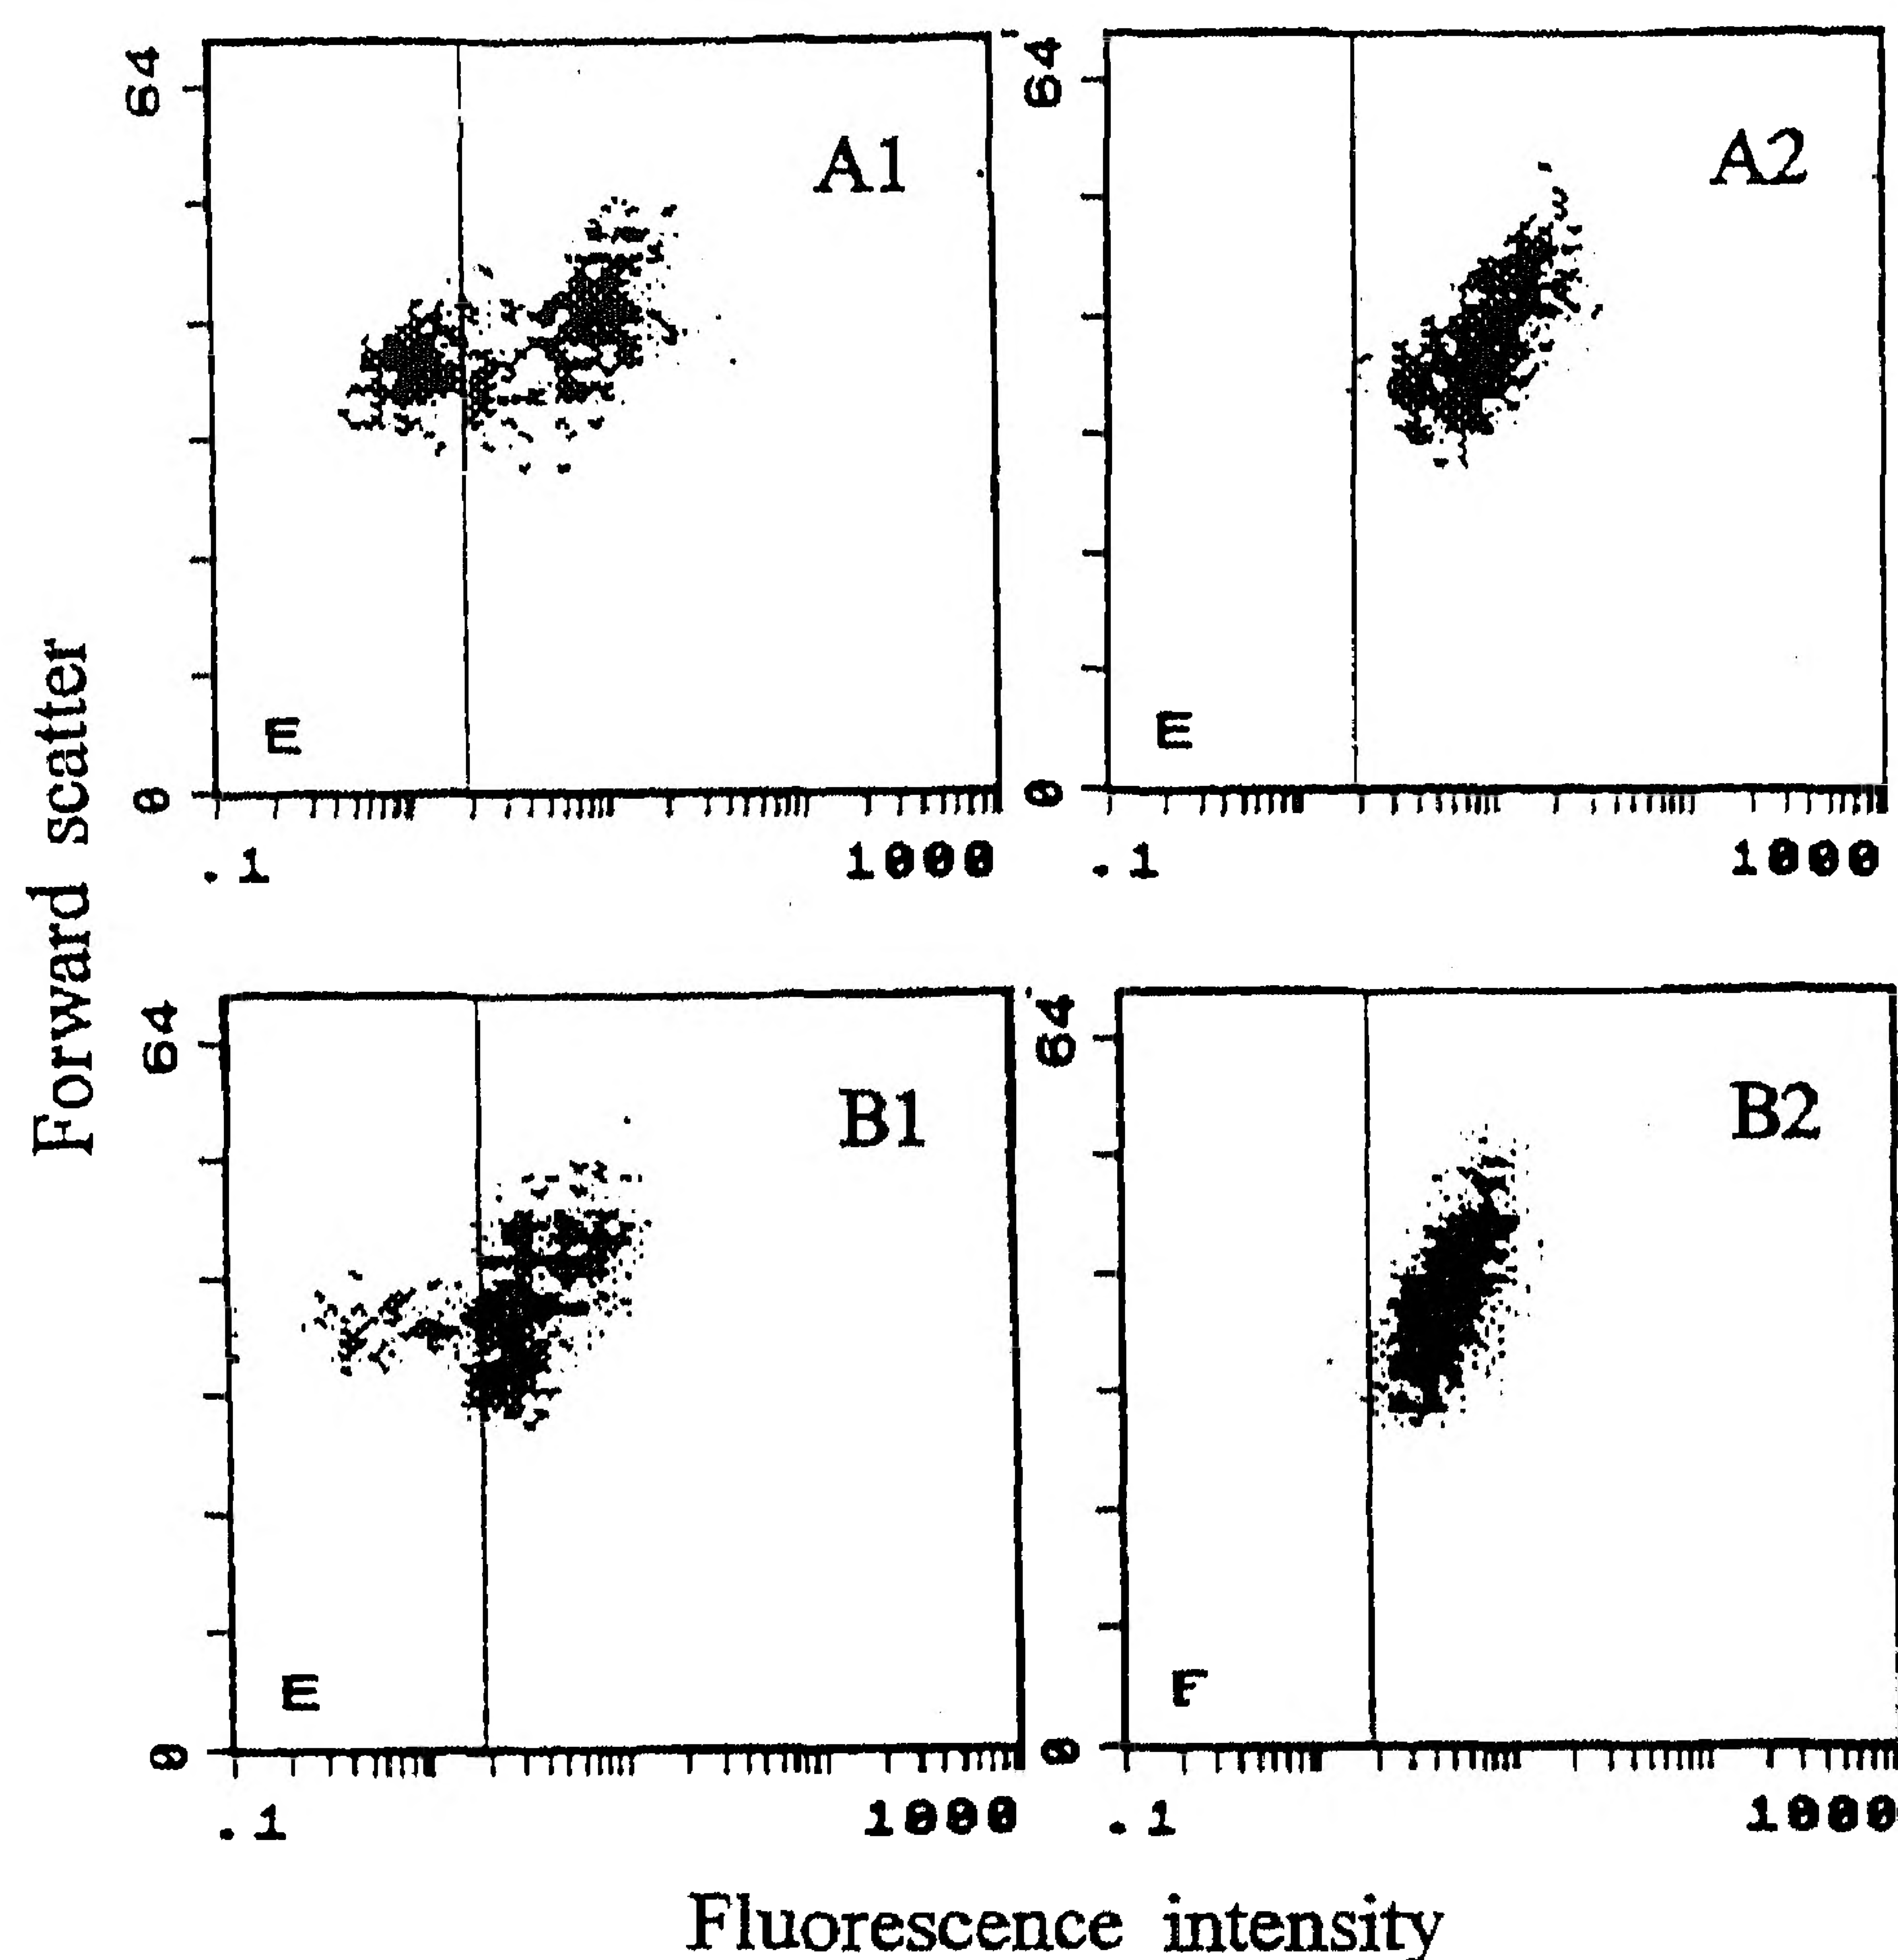 64
A1
E
0
.1
1000
64
A2
E
0
.1
1000
Forward scatter
64
B1
E
0
.1
1000
64
B2
F
0
.1
1000
Fluorescence intensity